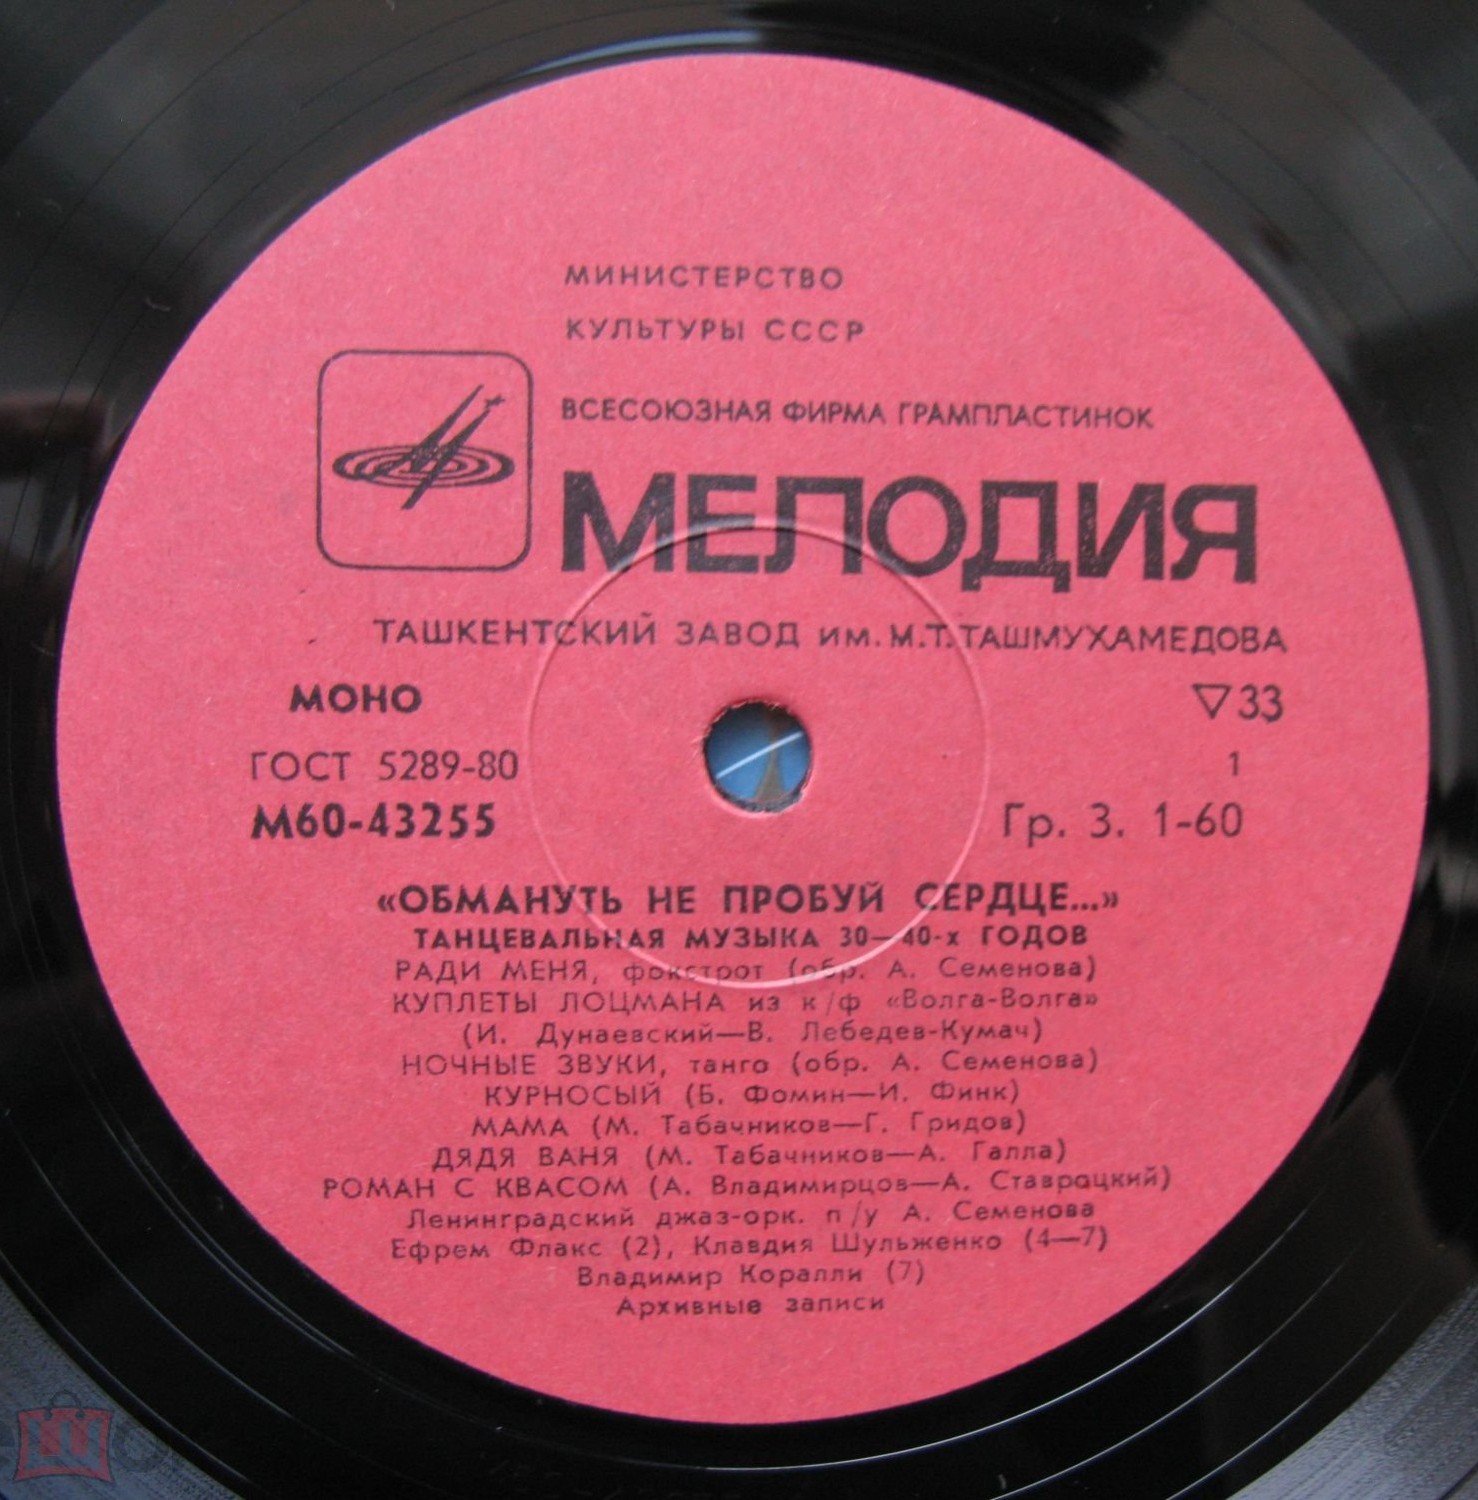 МИНИСТЕРСТВО
КУЛЬТУРЫ СССР
ВСЕСОЮЗНАЯ ФИРМА ГРАМПЛАСТИНОК
МЕЛОДИЯ
ТАШКЕНТСКИЙ ЗАВОД им. М.Т.ТАШМУХАМЕДОВА
МОНО ▽33
ГОСТ 5289-80 1
М60-43255 Гр. 3. 1-60
«ОБМАНУТЬ НЕ ПРОБУЙ СЕРДЦЕ...»
ТАНЦЕВАЛЬНАЯ МУЗЫКА 30—40-х ГОДОВ
РАДИ МЕНЯ, фокстрот (обр. А. Семенова)
КУПЛЕТЫ ЛОЦМАНА из к/ф «Волга-Волга»
(И. Дунаевский—В. Лебедев-Кумач)
НОЧНЫЕ ЗВУКИ, танго (обр. А. Семенова)
КУРНОСЫЙ (Б. Фомин—И. Финк)
МАМА (М. Табачников—Г. Гридов)
ДЯДЯ ВАНЯ (М. Табачников—А. Галла)
РОМАН С КВАСОМ (А. Владимирцов—А. Ставроцкий)
Ленинградский джаз-орк. п/у А. Семенова
Ефрем Флакс (2), Клавдия Шульженко (4—7)
Владимир Коралли (7)
Архивные записи